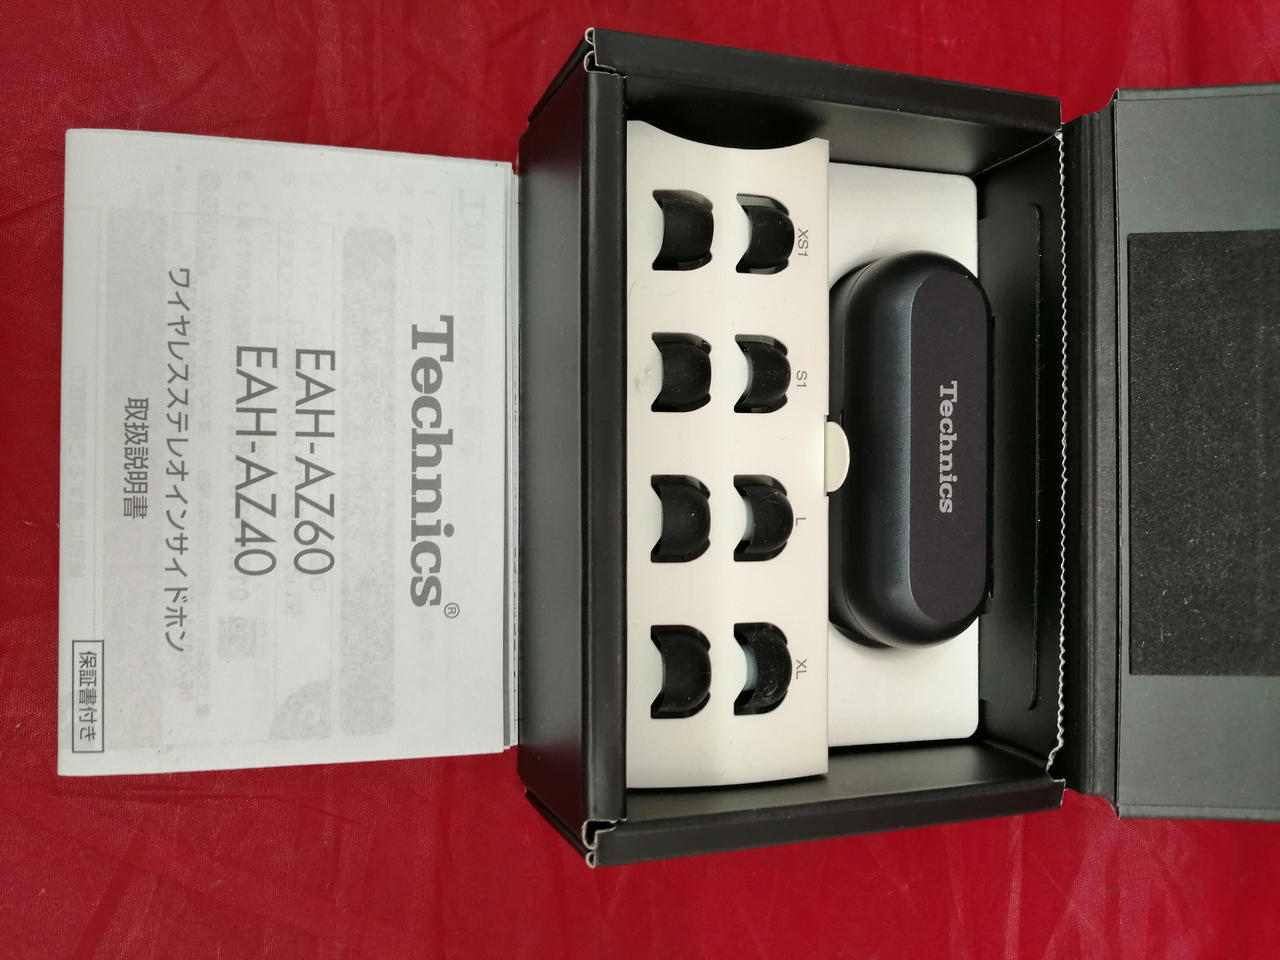 Technics®
EAH-AZ60
EAH-AZ40
ワイヤレスステレオインサイドホン
取扱説明書
保証書付き
XS1
S1
L
XL
Technics